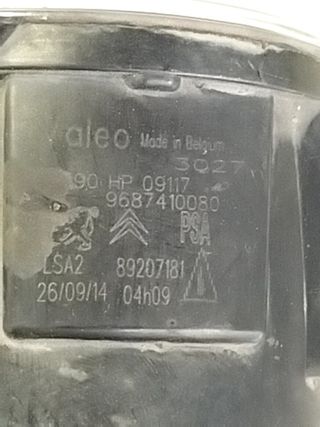 aleo Made in Belgium
3027
90 HP 09117
9687410080
PSA
LSA2 89207181
26/09/14 04h09